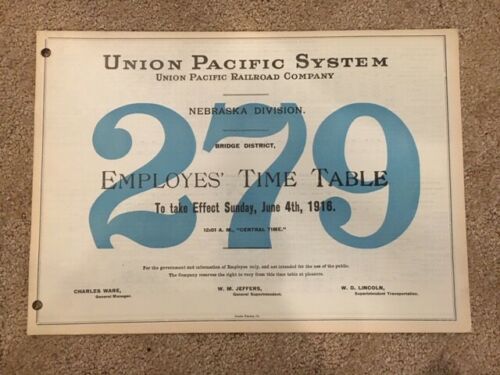 UNION PACIFIC SYSTEM
UNION PACIFIC RAILROAD COMPANY
NEBRASKA DIVISION.
BRIDGE DISTRICT,
279
EMPLOYES' TIME TABLE
To take Effect Sunday, June 4th, 1916.
12:01 A. M., "CENTRAL TIME."
For the government and information of Employes only, and not intended for the use of the public.
The Company reserves the right to vary from this time table at pleasure.
CHARLES WARE,
General Manager.
W. M. JEFFERS,
General Superintendent.
W. D. LINCOLN,
Superintendent Transportation.